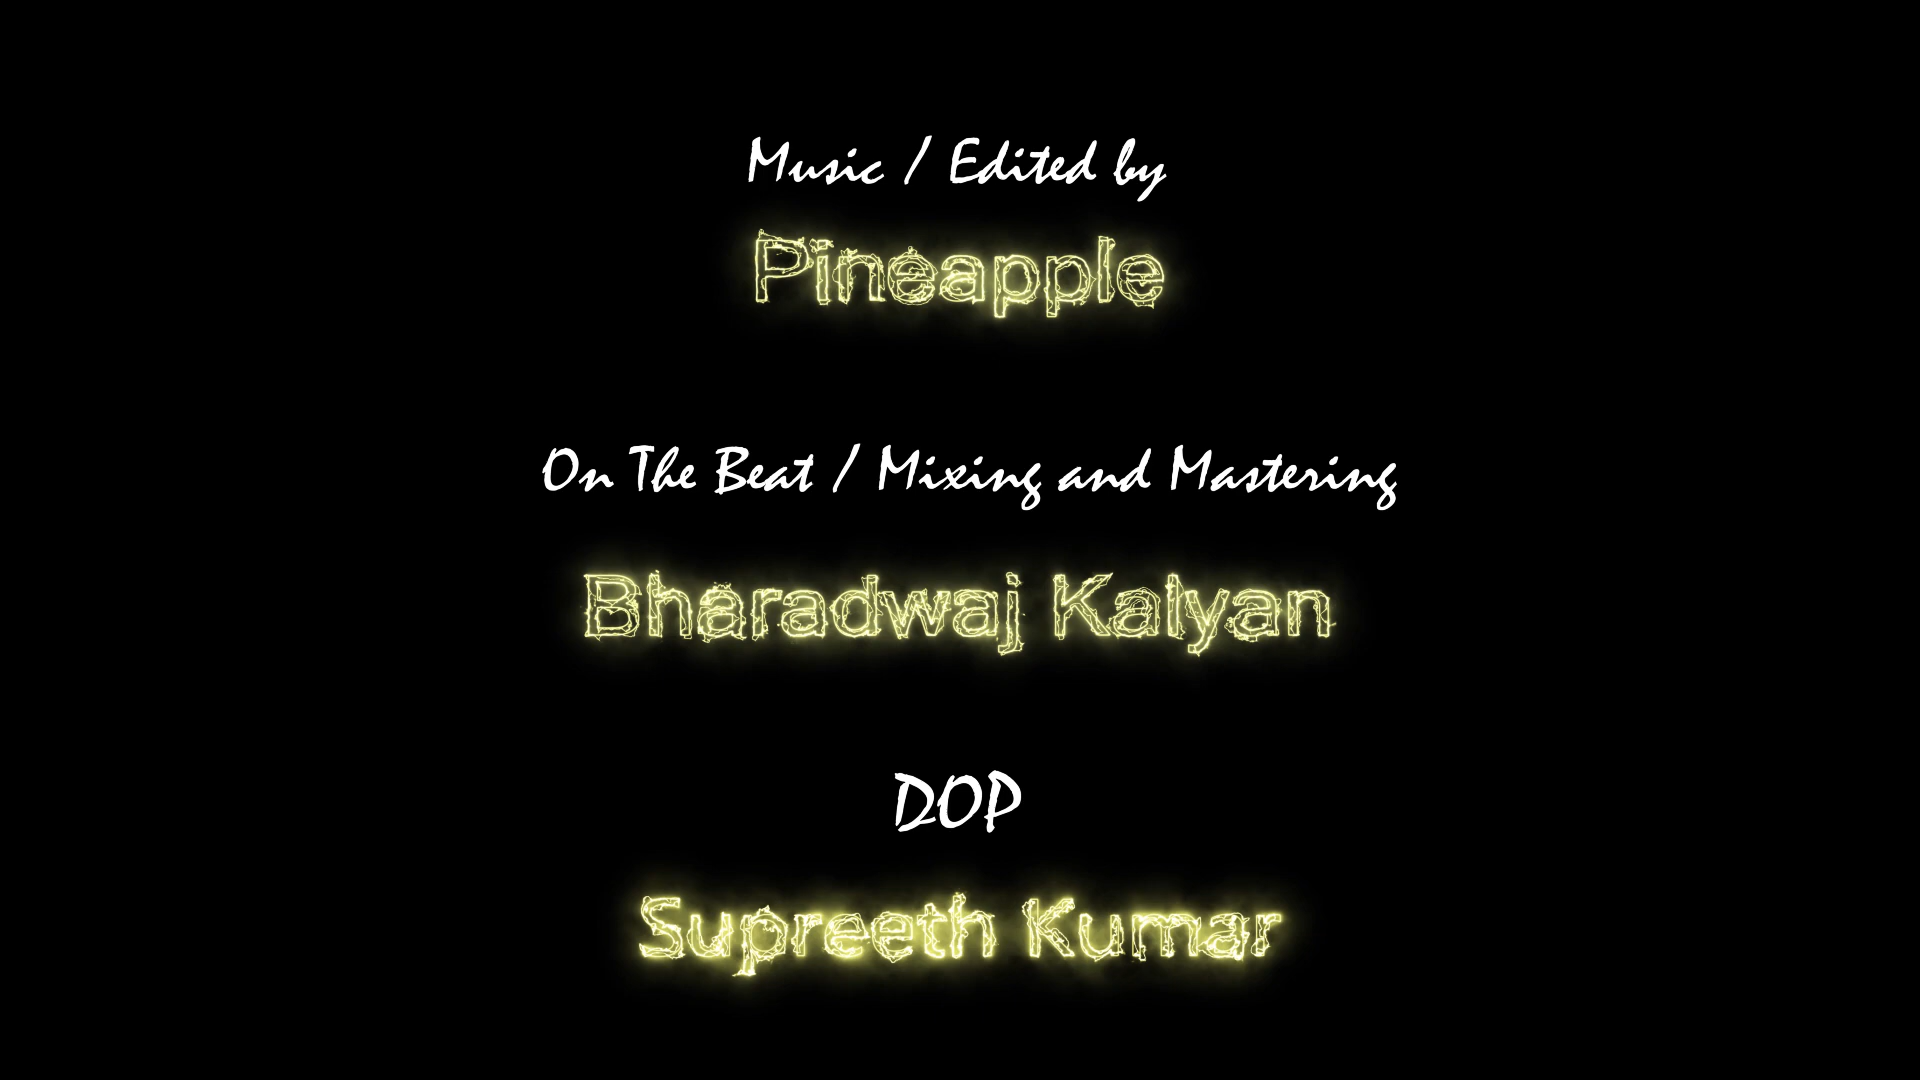 Music / Edited by
Pineapple
On The Beat / Mixing and Mastering
Bharadwaj Kalyan
DOP
Supreeth Kumar